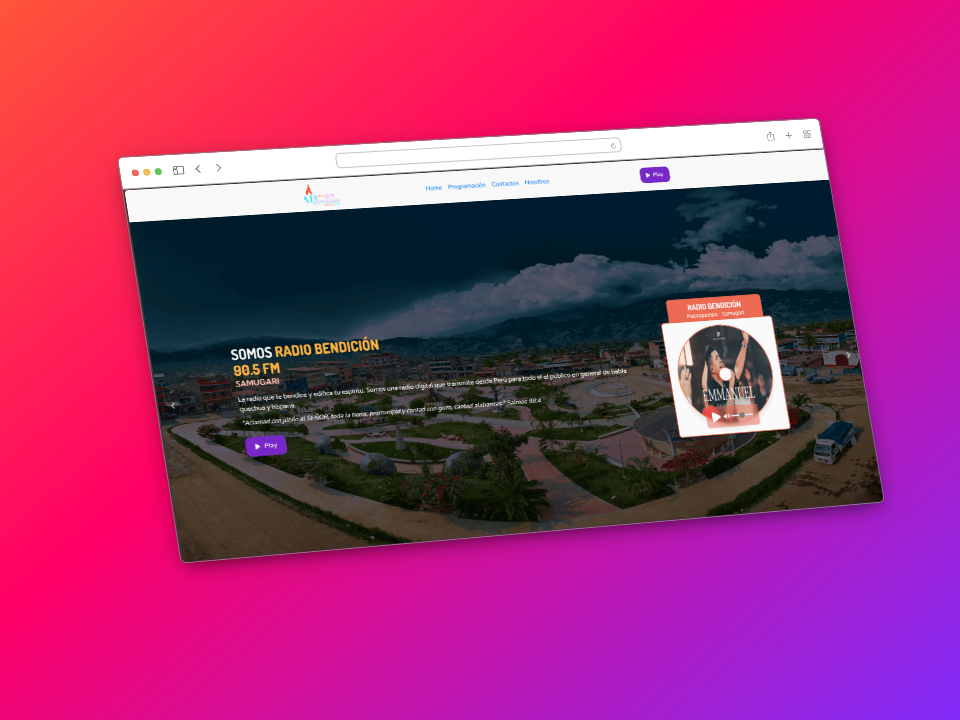 Home Programación Contactos Nosotros
Play
SOMOS RADIO BENDICIÓN
90.5 FM
SAMUGARI
La radio que te bendice y edifica tu espíritu. Somos una radio digital que transmite desde Perú para todo el el público en general de habla
quechua y hispana.
"Aclamad con júbilo al SEÑOR, toda la tierra; prorrumpid y cantad con gozo, cantad alabanzas." Salmos 98:4
Play
RADIO BENDICIÓN
Palmapampa - Samugari
EMMANUEL